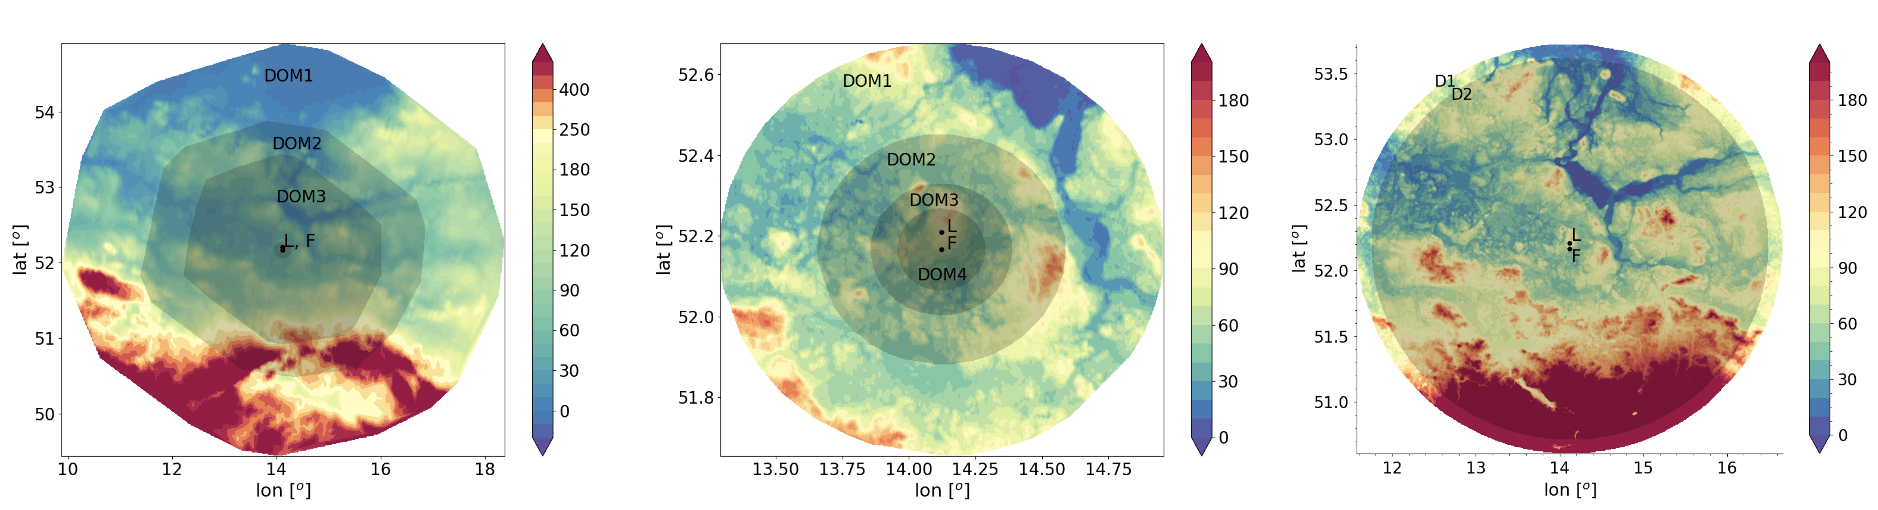 DOM1
DOM2
DOM3
L, F
54
53
52
51
50
lat [o]
10
12
14
16
18
lon [o]
400
250
180
150
120
90
60
30
0
DOM1
DOM2
DOM3
L
F
DOM4
52.6
52.4
52.2
52.0
51.8
lat [o]
13.50
13.75
14.00
14.25
14.50
14.75
lon [o]
180
150
120
90
60
30
0
D1
D2
L
F
53.5
53.0
52.5
52.0
51.5
51.0
lat [o]
12
13
14
15
16
lon [o]
180
150
120
90
60
30
0